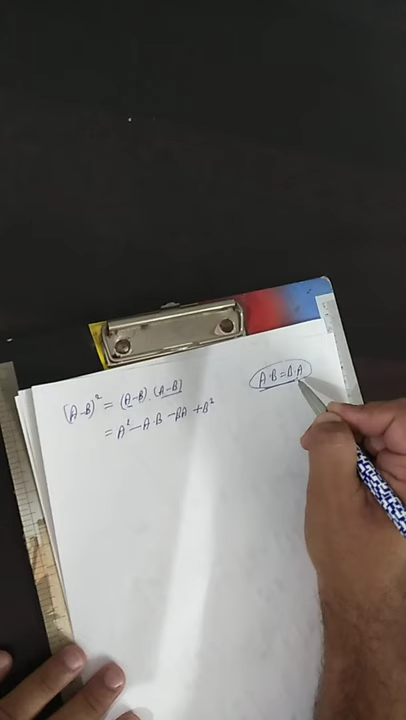 (A-B)² = (A-B).(A-B]
A·B=B·A
= A² - A·B - BA + B²